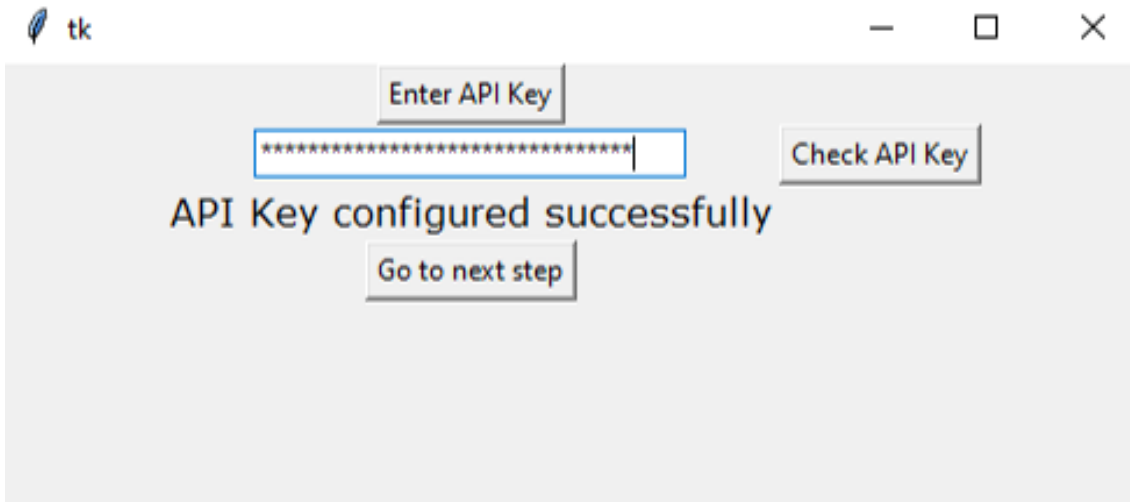 tk
Enter API Key
********************************
Check API Key
API Key configured successfully
Go to next step